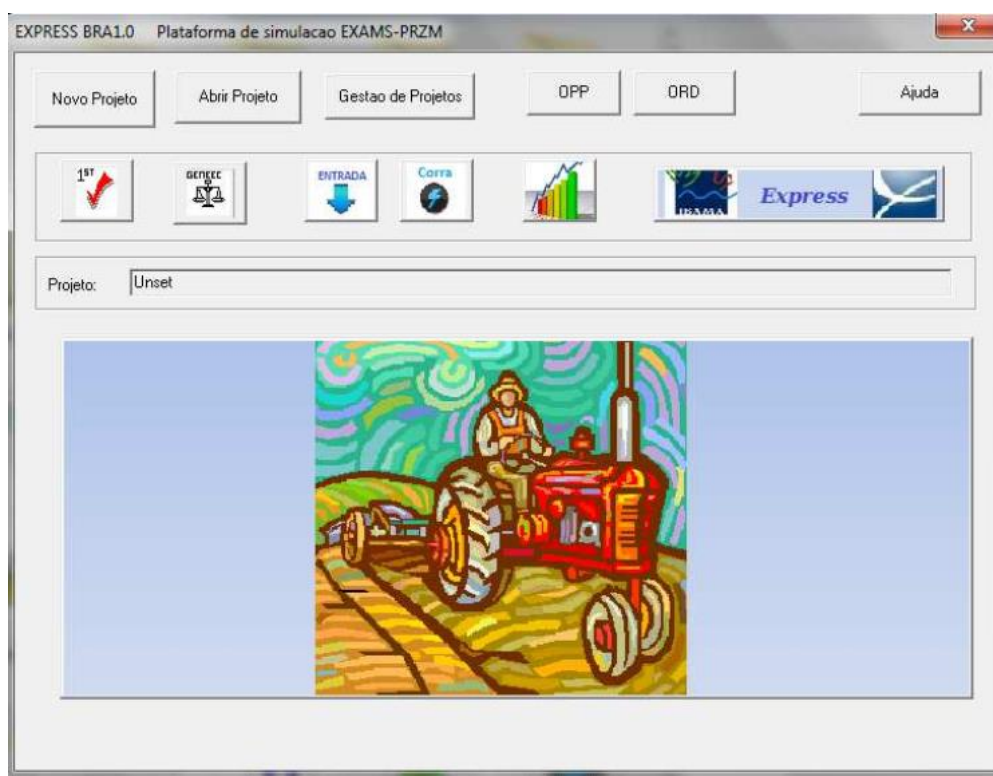 EXPRESS BRA1.0 Plataforma de simulacao EXAMS-PRZM
Novo Projeto
Abrir Projeto
Gestao de Projetos
OPP
ORD
Ajuda
1ST
GENEEC
ENTRADA
Corra
IBAMA
Express
Projeto:
Unset